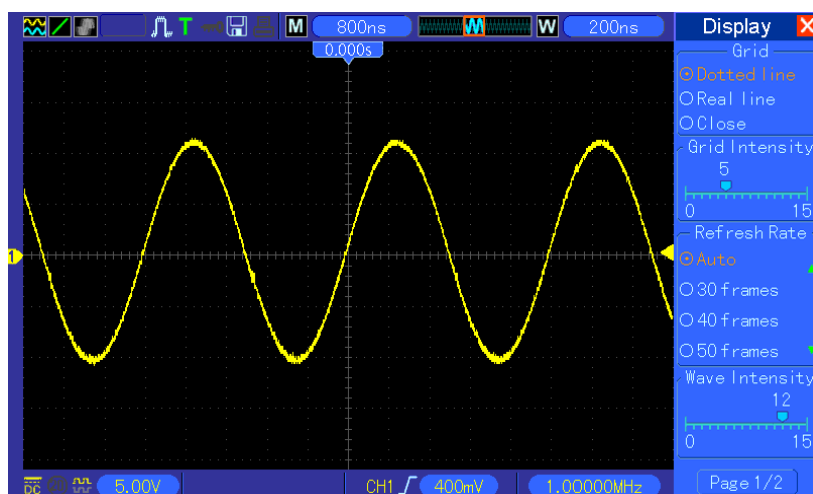 T M 800ns W 200ns
0.000s
1
DC 5.00V CH1 400mV 1.00000MHz
Display
Grid
Dotted line
Real line
Close
Grid Intensity
5
0 15
Refresh Rate
Auto
30 frames
40 frames
50 frames
Wave Intensity
12
0 15
Page 1/2